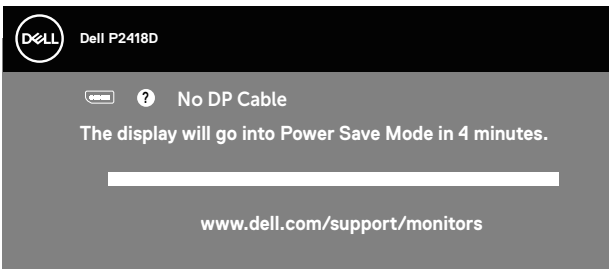 DELL
Dell P2418D
? No DP Cable
The display will go into Power Save Mode in 4 minutes.
www.dell.com/support/monitors